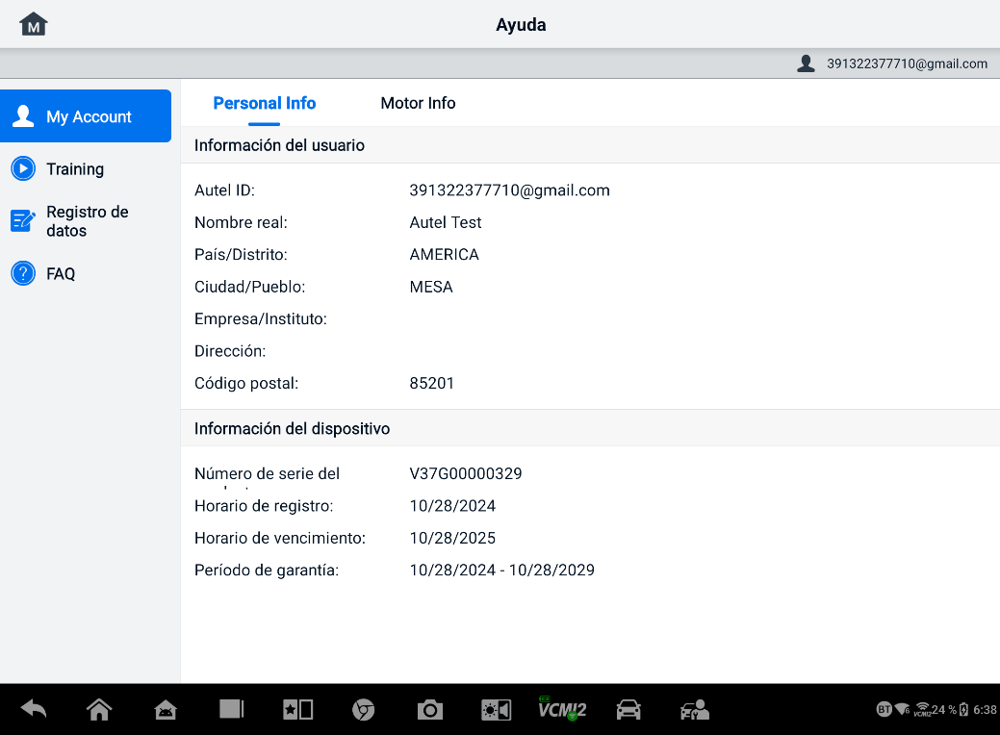 M
Ayuda
391322377710@gmail.com
My Account
Training
Registro de
datos
? FAQ
Personal Info
Motor Info
Información del usuario
Autel ID: 391322377710@gmail.com
Nombre real: Autel Test
País/Distrito: AMERICA
Ciudad/Pueblo: MESA
Empresa/Instituto:
Dirección:
Código postal: 85201
Información del dispositivo
Número de serie del V37G00000329
Horario de registro: 10/28/2024
Horario de vencimiento: 10/28/2025
Período de garantía: 10/28/2024 - 10/28/2029
VCMI2
BT 6 VCMI2 24 % 6:38